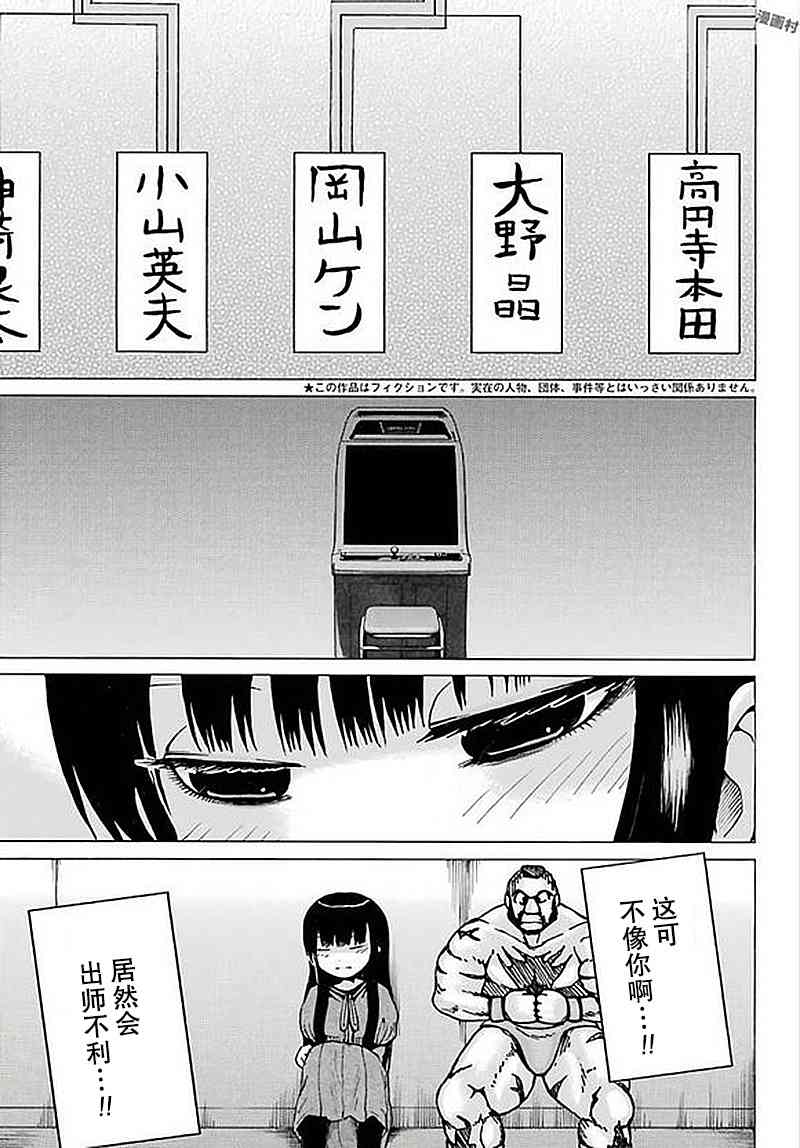 漫画村
高円寺本田
大野晶
岡山ケン
小山英夫
★この作品はフィクションです。実在の人物、団体、事件等とはいっさい関係ありません。
这可
不像你啊…!!
居然会
出师不利…!!